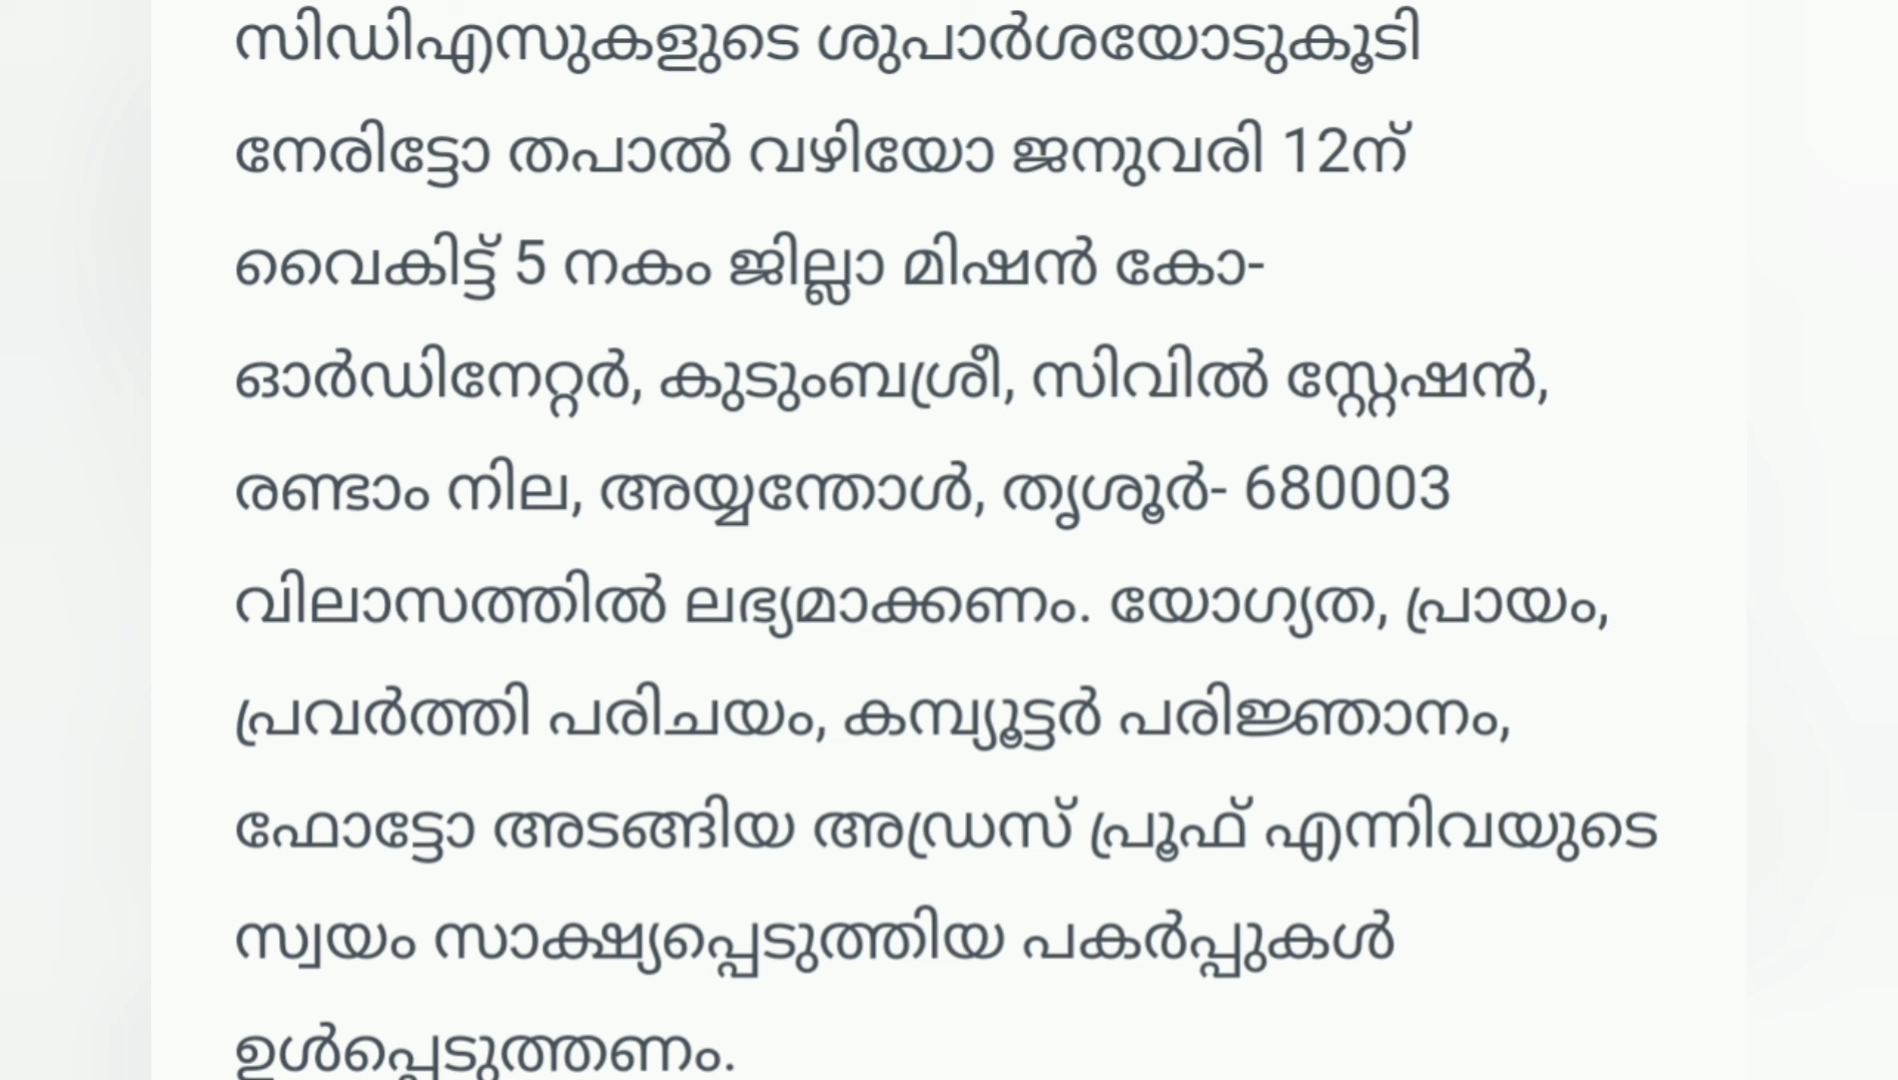 സിഡിഎസുകളുടെ ശുപാർശയോടുകൂടി
നേരിട്ടോ തപാൽ വഴിയോ ജനുവരി 12ന്
വൈകിട്ട് 5 നകം ജില്ലാ മിഷൻ കോ-
ഓർഡിനേറ്റർ, കുടുംബശ്രീ, സിവിൽ സ്റ്റേഷൻ,
രണ്ടാം നില, അയ്യന്തോൾ, തൃശൂർ- 680003
വിലാസത്തിൽ ലഭ്യമാക്കണം. യോഗ്യത, പ്രായം,
പ്രവർത്തി പരിചയം, കമ്പ്യൂട്ടർ പരിജ്ഞാനം,
ഫോട്ടോ അടങ്ങിയ അഡ്രസ് പ്രൂഫ് എന്നിവയുടെ
സ്വയം സാക്ഷ്യപ്പെടുത്തിയ പകർപ്പുകൾ
ഉൾപ്പെടുത്തണം.